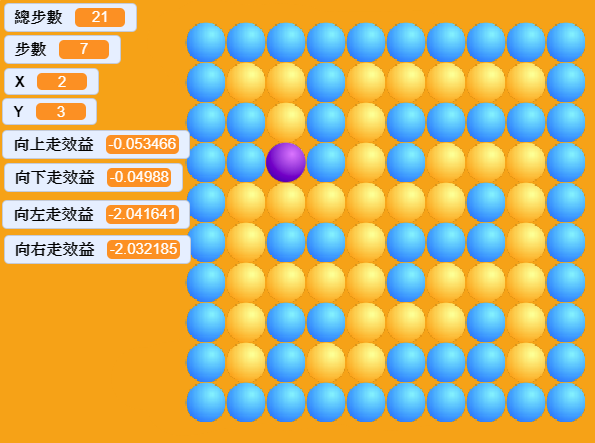 總步數 21
步數 7
X 2
Y 3
向上走效益 -0.053466
向下走效益 -0.04988
向左走效益 -2.041641
向右走效益 -2.032185